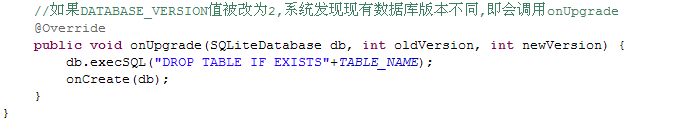 //如果DATABASE_VERSION值被改为2,系统发现现有数据库版本不同,即会调用onUpgrade
@Override
public void onUpgrade(SQLiteDatabase db, int oldVersion, int newVersion) {
db.execSQL("DROP TABLE IF EXISTS"+TABLE_NAME);
onCreate(db);
}
}